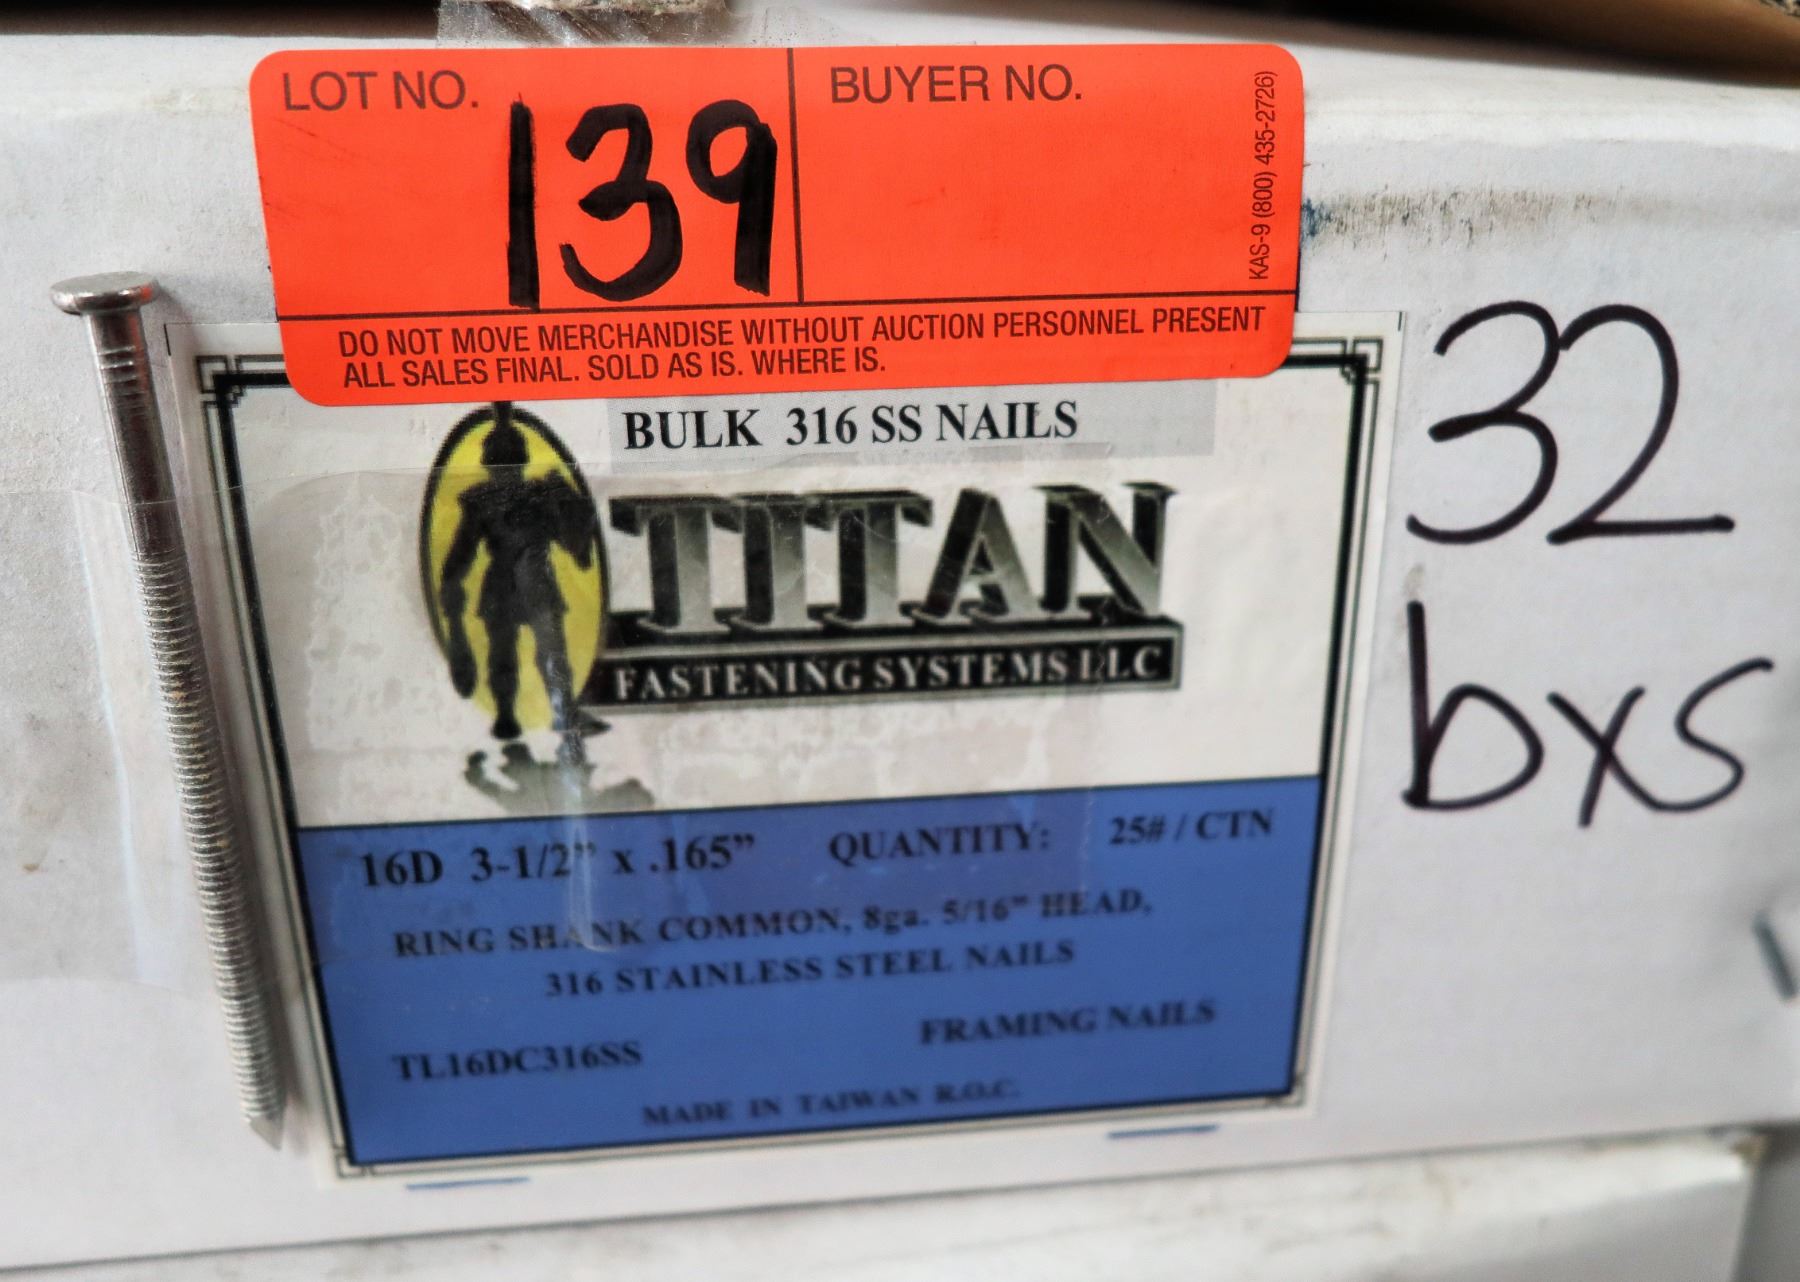 LOT NO.
139
BUYER NO.
KAS-9 (800) 435-2726)
DO NOT MOVE MERCHANDISE WITHOUT AUCTION PERSONNEL PRESENT
ALL SALES FINAL. SOLD AS IS. WHERE IS.
BULK 316 SS NAILS
TITAN
FASTENING SYSTEMS LLC
32
bxs
16D 3-1/2" x .165" QUANTITY: 25# / CTN
RING SHANK COMMON, 8ga. 5/16" HEAD,
316 STAINLESS STEEL NAILS
FRAMING NAILS
TL16DC316SS
MADE IN TAIWAN R.O.C.